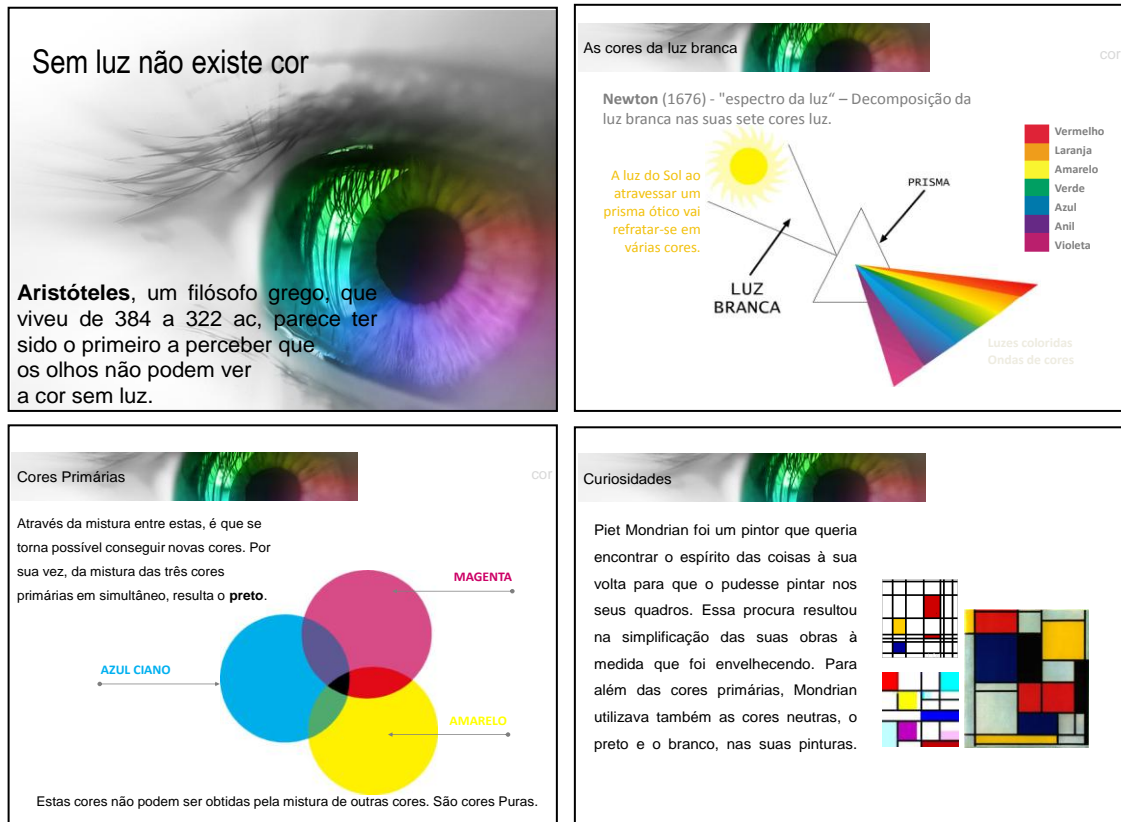 Sem luz não existe cor
Aristóteles, um filósofo grego, que
viveu de 384 a 322 ac, parece ter
sido o primeiro a perceber que
os olhos não podem ver
a cor sem luz.
As cores da luz branca
cor
Newton (1676) - "espectro da luz“ – Decomposição da
luz branca nas suas sete cores luz.
A luz do Sol ao
atravessar um
prisma ótico vai
refratar-se em
várias cores.
PRISMA
LUZ
BRANCA
Vermelho
Laranja
Amarelo
Verde
Azul
Anil
Violeta
Luzes coloridas
Ondas de cores
Cores Primárias
cor
Através da mistura entre estas, é que se
torna possível conseguir novas cores. Por
sua vez, da mistura das três cores
primárias em simultâneo, resulta o preto.
MAGENTA
AZUL CIANO
AMARELO
Estas cores não podem ser obtidas pela mistura de outras cores. São cores Puras.
Curiosidades
Piet Mondrian foi um pintor que queria
encontrar o espírito das coisas à sua
volta para que o pudesse pintar nos
seus quadros. Essa procura resultou
na simplificação das suas obras à
medida que foi envelhecendo. Para
além das cores primárias, Mondrian
utilizava também as cores neutras, o
preto e o branco, nas suas pinturas.